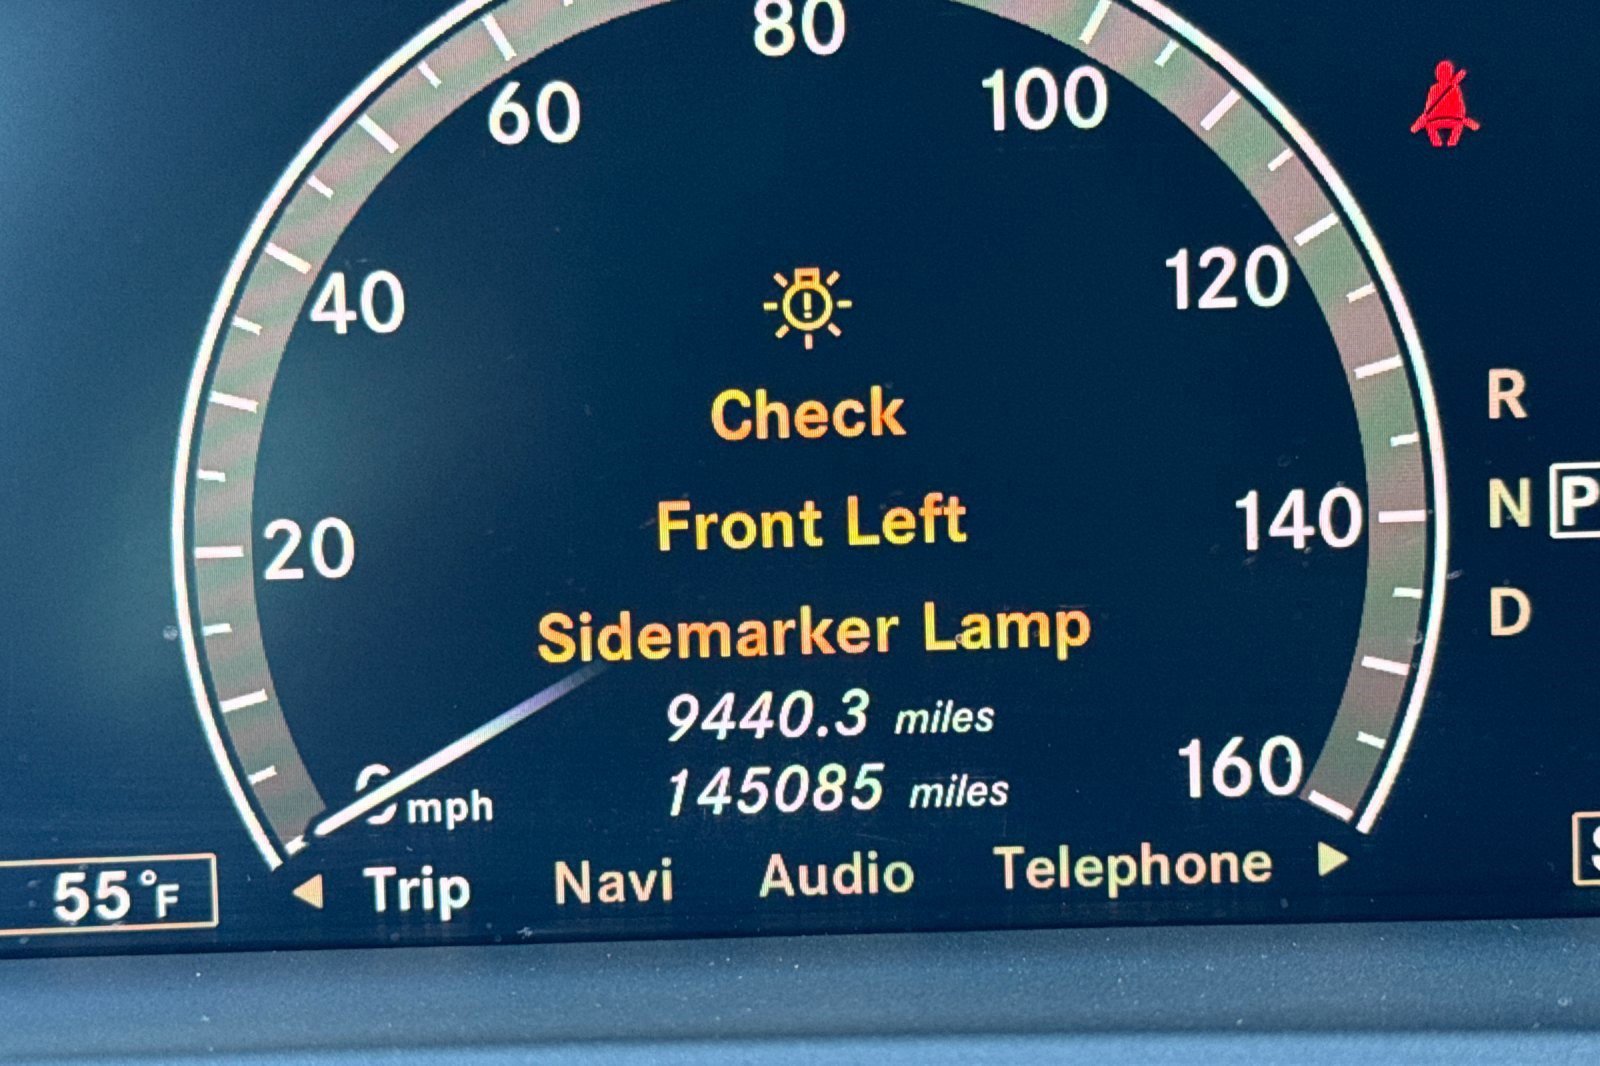 80
60
100
40
120
Check
R
Front Left
20
140
N P
Sidemarker Lamp
D
9440.3 miles
145085 miles
160
mph
Trip Navi Audio Telephone
55°F